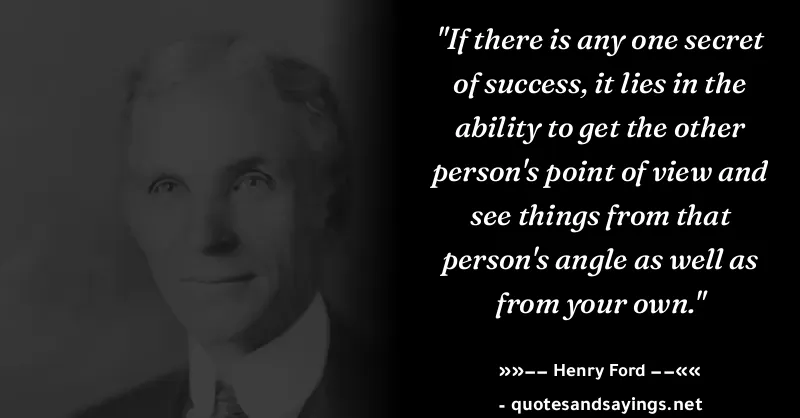 "If there is any one secret
of success, it lies in the
ability to get the other
person's point of view and
see things from that
person's angle as well as
from your own."
»»−− Henry Ford −−««
- quotesandsayings.net